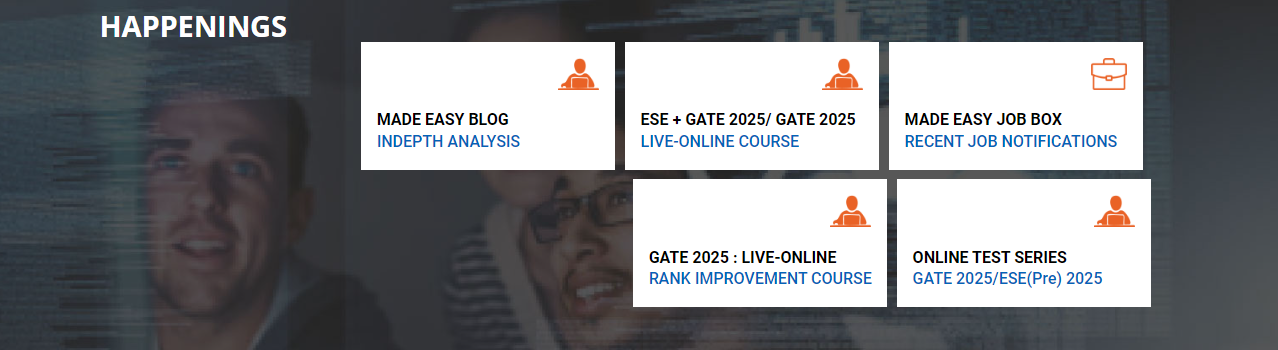 HAPPENINGS
MADE EASY BLOG
INDEPTH ANALYSIS
ESE + GATE 2025/ GATE 2025
LIVE-ONLINE COURSE
MADE EASY JOB BOX
RECENT JOB NOTIFICATIONS
GATE 2025 : LIVE-ONLINE
RANK IMPROVEMENT COURSE
ONLINE TEST SERIES
GATE 2025/ESE(Pre) 2025